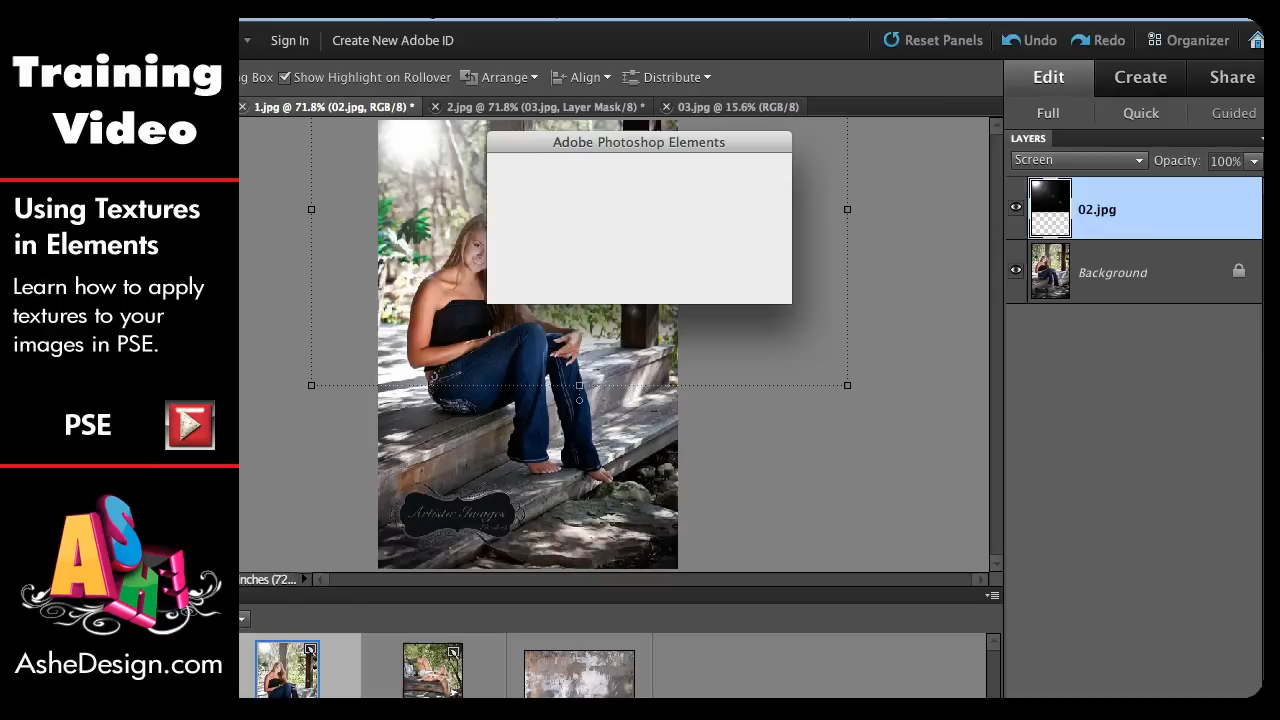 Training
Video
Using Textures
in Elements
Learn how to apply
textures to your
images in PSE.
PSE
ASHE
AsheDesign.com
Sign In
Create New Adobe ID
Reset Panels
Undo
Redo
Organizer
ng Box
Show Highlight on Rollover
Arrange
Align
Distribute
1.jpg @ 71.8% (02.jpg, RGB/8) *
2.jpg @ 71.8% (03.jpg, Layer Mask/8) *
03.jpg @ 15.6% (RGB/8)
Adobe Photoshop Elements
Artistic Images
nches (72...
Edit
Create
Share
Full
Quick
Guided
LAYERS
Screen
Opacity: 100%
02.jpg
Background